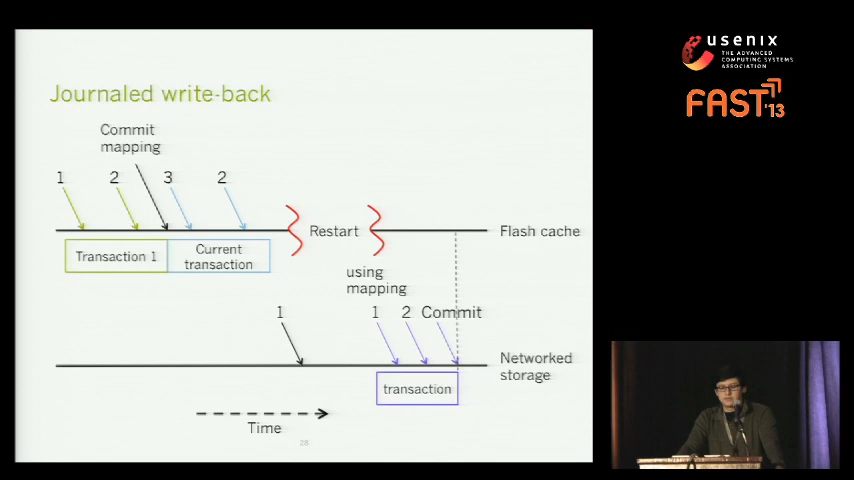 Journaled write-back
Commit
mapping
1
2
3
2
Restart
Flash cache
Transaction 1
Current
transaction
using
mapping
1
1
2
Commit
Networked
storage
transaction
Time
28
usenix
THE ADVANCED
COMPUTING SYSTEMS
ASSOCIATION
FAST '13